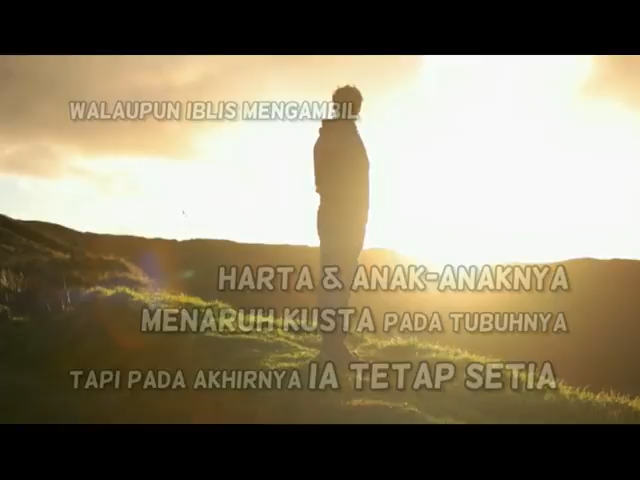 WALAUPUN IBLIS MENGAMBIL
HARTA & ANAK-ANAKNYA
MENARUH KUSTA PADA TUBUHNYA
TAPI PADA AKHIRNYA IA TETAP SETIA